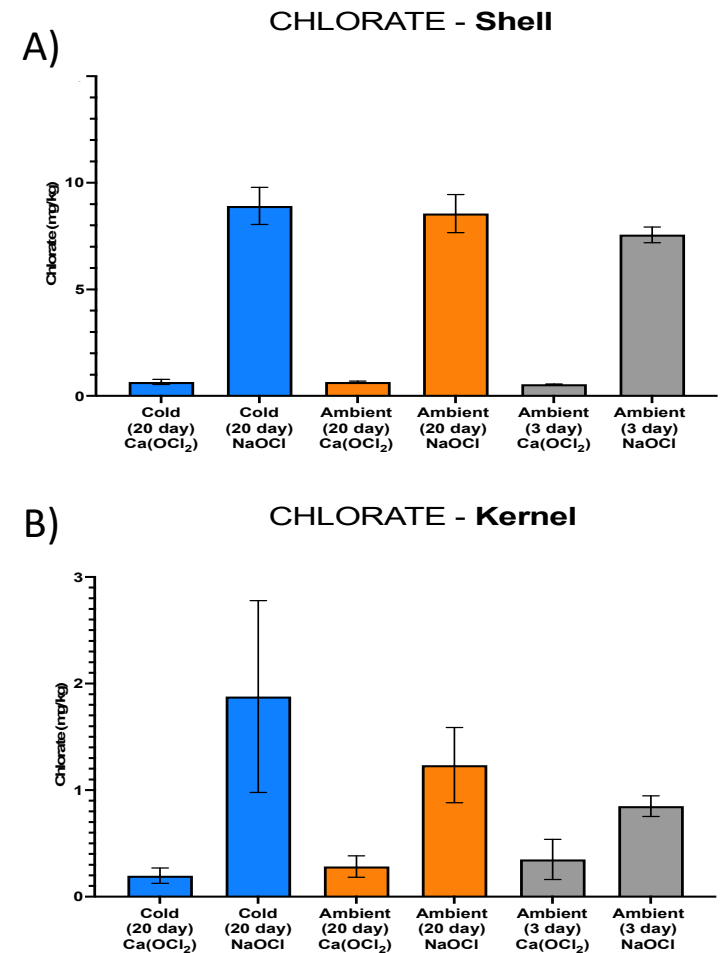 CHLORATE - Shell
A)
Chlorate (mg/kg)
10
5
0
Cold Cold Ambient Ambient Ambient Ambient
(20 day) (20 day) (20 day) (20 day) (3 day) (3 day)
Ca(OCl₂) NaOCl Ca(OCl₂) NaOCl Ca(OCl₂) NaOCl
B)
CHLORATE - Kernel
Chlorate (mg/kg)
3
2
1
0
Cold Cold Ambient Ambient Ambient Ambient
(20 day) (20 day) (20 day) (20 day) (3 day) (3 day)
Ca(OCl₂) NaOCl Ca(OCl₂) NaOCl Ca(OCl₂) NaOCl